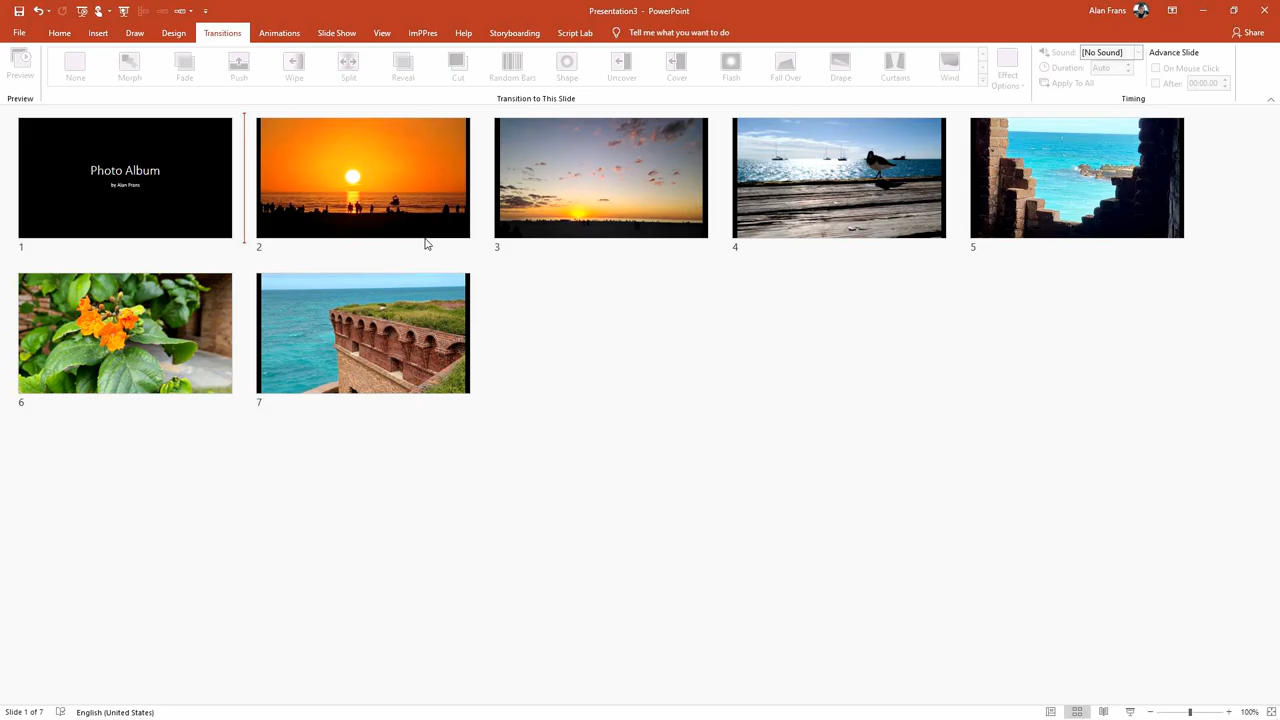 Presentation3 - PowerPoint
Alan Frans
File Home Insert Draw Design Transitions Animations Slide Show View ImPPres Help Storyboarding Script Lab Tell me what you want to do
Share
Preview
None Morph Fade Push Wipe Split Reveal Cut Random Bars Shape Uncover Cover Flash Fall Over Drape Curtains Wind
Effect
Options
Sound: [No Sound]
Duration: Auto
Apply To All
Advance Slide
On Mouse Click
After: 00:00.00
Preview
Transition to This Slide
Timing
Photo Album
by Alan Frans
1
2
3
4
5
6
7
Slide 1 of 7
English (United States)
100%